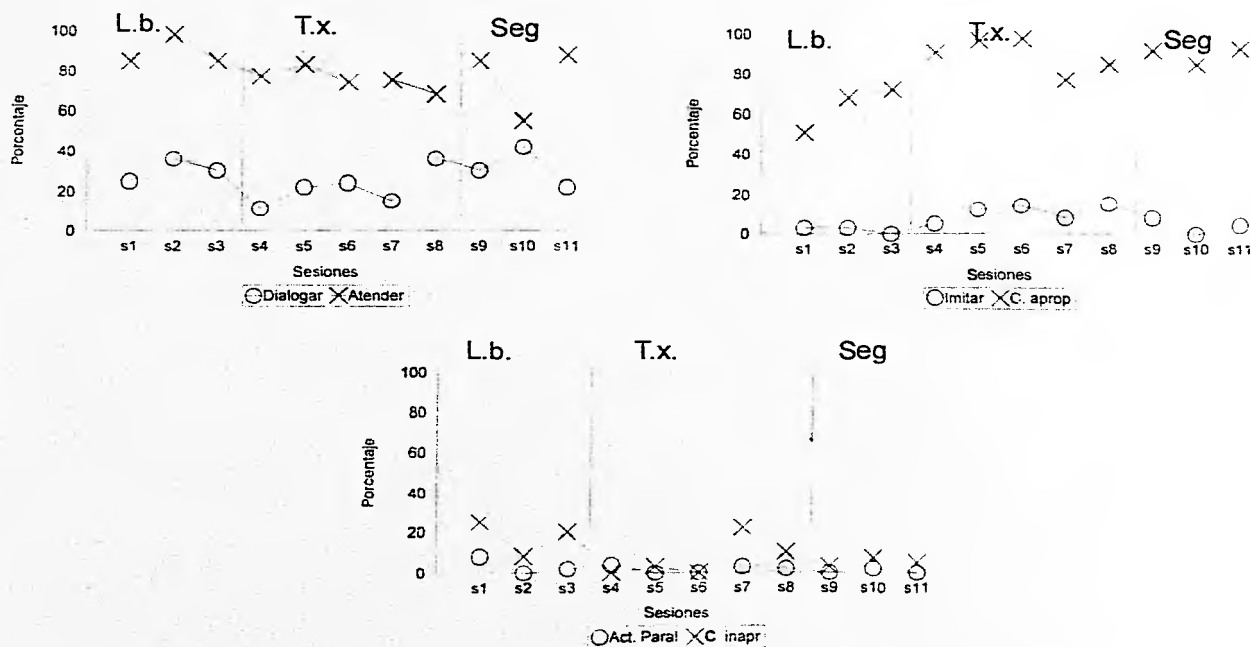 L.b. T.x. Seg
100
80
60
40
20
0
Porcentaje
s1 s2 s3 s4 s5 s6 s7 s8 s9 s10 s11
Sesiones
Dialogar Atender
L.b. T.x. Seg
100
80
60
40
20
0
Porcentaje
s1 s2 s3 s4 s5 s6 s7 s8 s9 s10 s11
Sesiones
Imitar C. aprop
L.b. T.x. Seg
100
80
60
40
20
0
Porcentaje
s1 s2 s3 s4 s5 s6 s7 s8 s9 s10 s11
Sesiones
Act. Paral C inapr